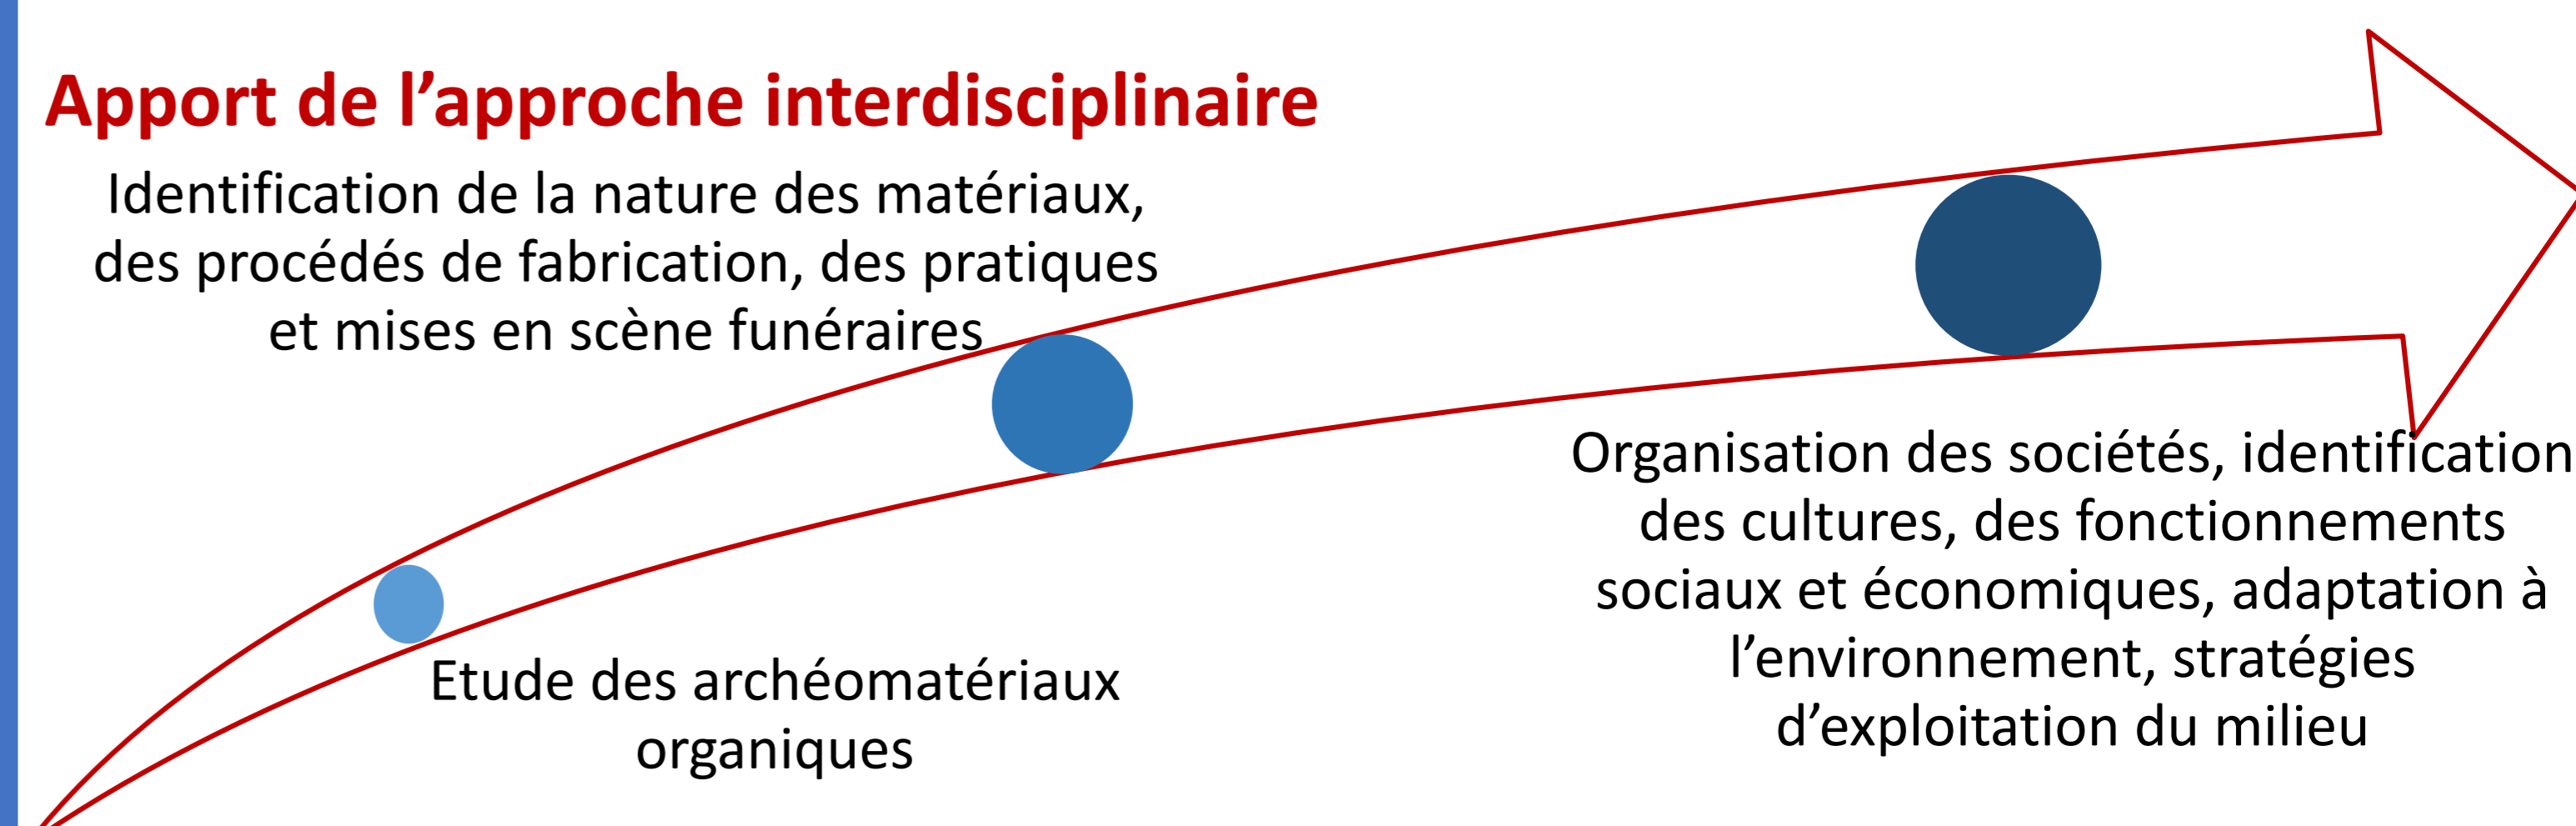 Apport de l’approche interdisciplinaire
Identification de la nature des matériaux,
des procédés de fabrication, des pratiques
et mises en scène funéraires
Etude des archéomatériaux
organiques
Organisation des sociétés, identification
des cultures, des fonctionnements
sociaux et économiques, adaptation à
l’environnement, stratégies
d’exploitation du milieu